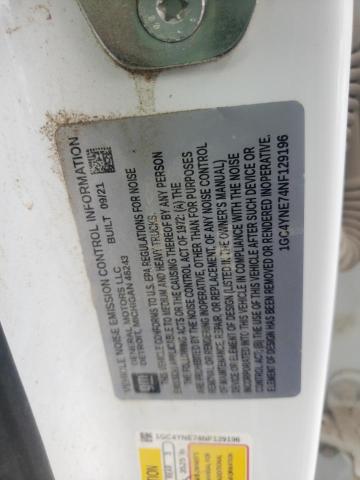 VEHICLE NOISE EMISSION CONTROL INFORMATION
GENERAL MOTORS LLC BUILT 09/21
DETROIT, MICHIGAN 48243
VEHICLE CONFORMS TO U.S. EPA REGULATIONS FOR NOISE
EMISSION APPLICABLE TO MEDIUM AND HEAVY TRUCKS. THE
FOLLOWING ACTS OR THE CAUSING THEREOF BY ANY PERSON
ARE PROHIBITED BY THE NOISE CONTROL ACT OF 1972: (A) THE
REMOVAL OR RENDERING INOPERATIVE, OTHER THAN FOR PURPOSES
OF MAINTENANCE, REPAIR, OR REPLACEMENT, OF ANY NOISE CONTROL
DEVICE OR ELEMENT OF DESIGN (LISTED IN THE OWNER'S MANUAL)
INCORPORATED INTO THIS VEHICLE IN COMPLIANCE WITH THE NOISE
CONTROL ACT; (B) THE USE OF THIS VEHICLE AFTER SUCH DEVICE OR
ELEMENT OF DESIGN HAS BEEN REMOVED OR RENDERED INOPERATIVE.
1GC4YNE74NF129196
1GC4YNE74NF129196